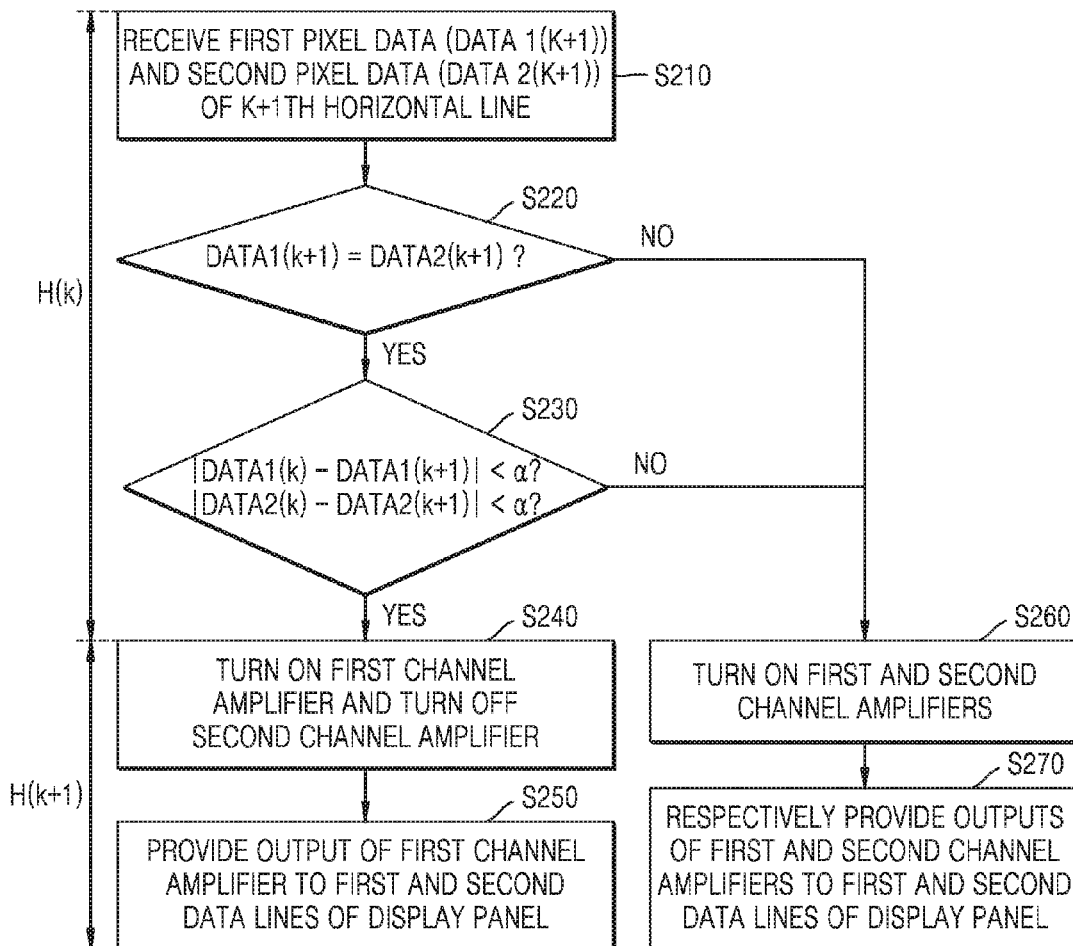 RECEIVE FIRST PIXEL DATA (DATA 1(K+1))
AND SECOND PIXEL DATA (DATA 2(K+1))
OF K+1TH HORIZONTAL LINE
S210
S220
DATA1(k+1) = DATA2(k+1) ?
NO
H(k)
YES
S230
|DATA1(k) - DATA1(k+1)| < α?
|DATA2(k) - DATA2(k+1)| < α?
NO
YES
S240
TURN ON FIRST CHANNEL
AMPLIFIER AND TURN OFF
SECOND CHANNEL AMPLIFIER
S260
TURN ON FIRST AND SECOND
CHANNEL AMPLIFIERS
H(k+1)
S250
PROVIDE OUTPUT OF FIRST CHANNEL
AMPLIFIER TO FIRST AND SECOND
DATA LINES OF DISPLAY PANEL
S270
RESPECTIVELY PROVIDE OUTPUTS
OF FIRST AND SECOND CHANNEL
AMPLIFIERS TO FIRST AND SECOND
DATA LINES OF DISPLAY PANEL